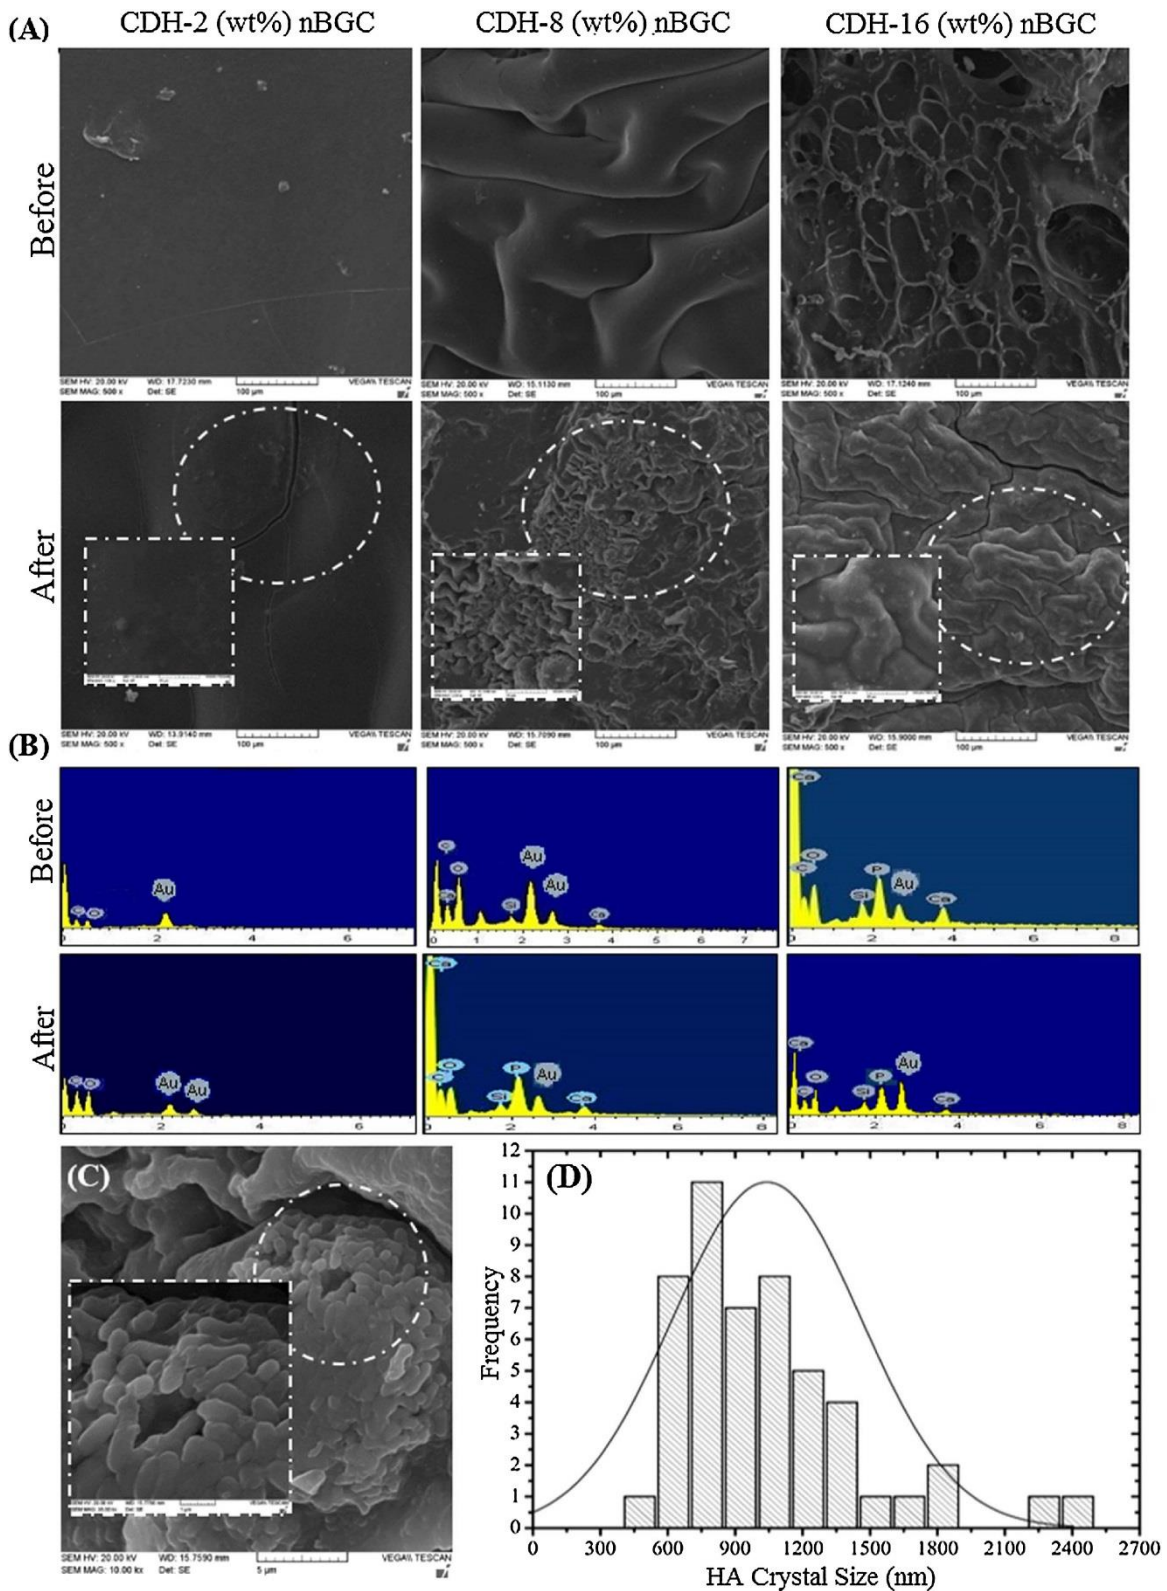 (A)
CDH-2 (wt%) nBGC
CDH-8 (wt%) nBGC
CDH-16 (wt%) nBGC
Before
SEM HV: 20.00 kV WD: 17.7230 mm
SEM MAG: 500 x Det: SE 100 µm
VEGA\\ TESCAN
SEM HV: 20.00 kV WD: 15.1130 mm
SEM MAG: 500 x Det: SE 100 µm
VEGA\\ TESCAN
SEM HV: 20.00 kV WD: 17.1240 mm
SEM MAG: 500 x Det: SE 100 µm
VEGA\\ TESCAN
After
SEM HV: 20.00 kV WD: 13.9140 mm
SEM MAG: 500 x Det: SE 100 µm
VEGA\\ TESCAN
SEM HV: 20.00 kV WD: 15.7090 mm
SEM MAG: 500 x Det: SE 100 µm
VEGA\\ TESCAN
SEM HV: 20.00 kV WD: 15.9000 mm
SEM MAG: 500 x Det: SE 100 µm
VEGA\\ TESCAN
(B)
Before
C O Au
0 2 4 6
C Ca O Si Au Au Ca
0 1 2 3 4 5 6 7
Ca C O Si P Au Ca
0 2 4 6 8
After
C O Au Au
0 2 4 6
Ca C O Si P Au Ca
0 2 4 6 8
Ca C O Si P Au Ca
0 2 4 6 8
(C)
SEM HV: 20.00 kV WD: 15.7590 mm
SEM MAG: 10.00 kx Det: SE 5 µm
VEGA\\ TESCAN
(D)
Frequency
12
11
10
9
8
7
6
5
4
3
2
1
0
0 300 600 900 1200 1500 1800 2100 2400 2700
HA Crystal Size (nm)